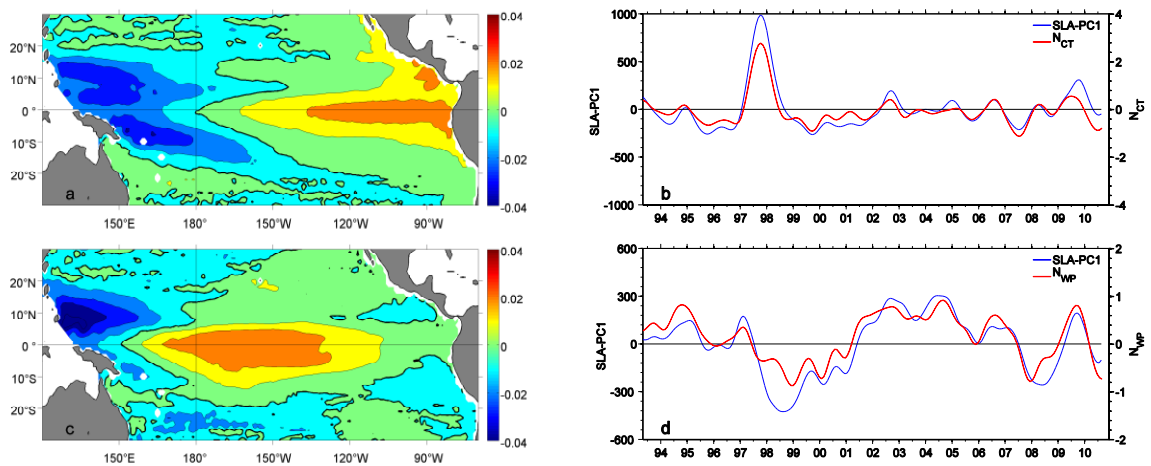 20°N
10°N
0°
10°S
20°S
a
150°E
180°
150°W
120°W
90°W
0.04
0.02
0
-0.02
-0.04
1000
500
0
-500
-1000
SLA-PC1
b
SLA-PC1
N_CT
4
2
0
-2
-4
N_CT
94 95 96 97 98 99 00 01 02 03 04 05 06 07 08 09 10
20°N
10°N
0°
10°S
20°S
c
150°E
180°
150°W
120°W
90°W
0.04
0.02
0
-0.02
-0.04
600
300
0
-300
-600
SLA-PC1
d
SLA-PC1
N_WP
2
1
0
-1
-2
N_WP
94 95 96 97 98 99 00 01 02 03 04 05 06 07 08 09 10